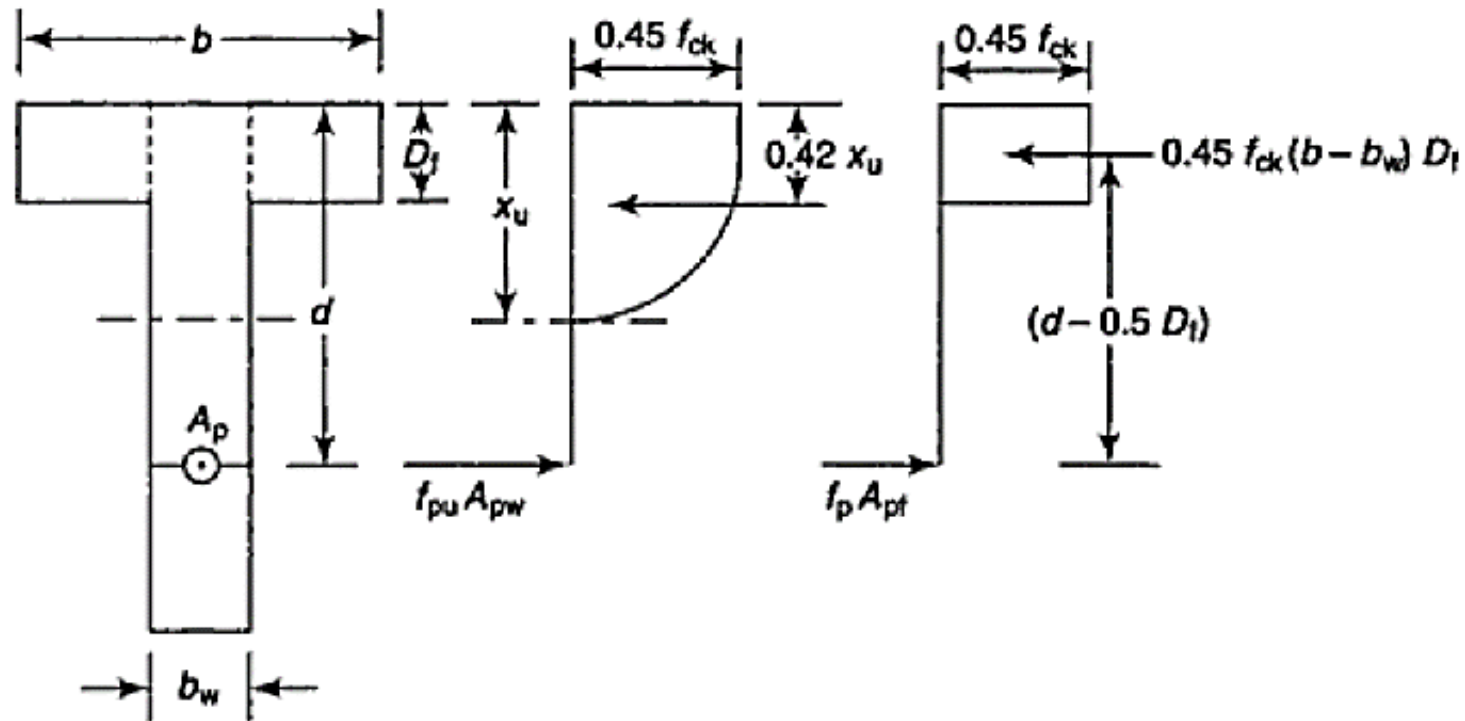 b
0.45 fck
0.45 fck
Df
0.42 xu
0.45 fck (b – bw) Df
xu
d
(d – 0.5 Df)
Ap
fpu Apw
fp Apf
bw